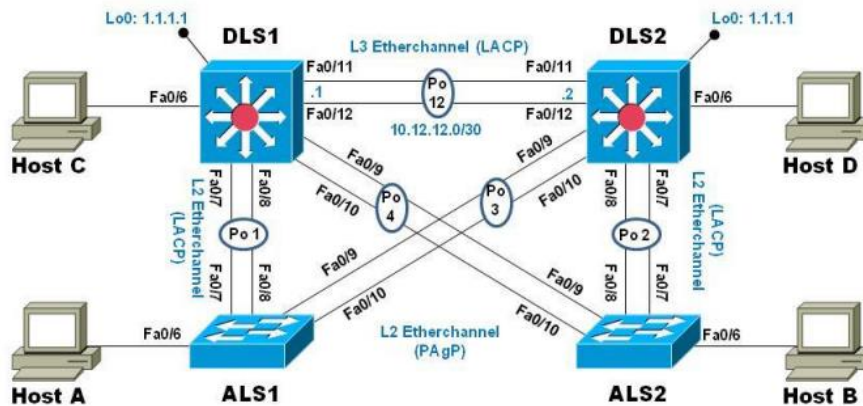 Lo0: 1.1.1.1
Lo0: 1.1.1.1
DLS1
DLS2
L3 Etherchannel (LACP)
Fa0/11
Fa0/11
Fa0/6
.1
Po
12
.2
Fa0/6
Fa0/12
Fa0/12
10.12.12.0/30
Host C
Host D
Fa0/9
Fa0/10
Fa0/9
Fa0/10
Po
4
Po
3
Fa0/7
Fa0/8
L2 Etherchannel
(LACP)
Po 1
Fa0/7
Fa0/8
Fa0/8
Fa0/7
L2 Etherchannel
(LACP)
Po 2
Fa0/8
Fa0/7
Fa0/9
Fa0/10
Fa0/9
Fa0/10
L2 Etherchannel
(PAgP)
Fa0/6
Fa0/6
Host A
ALS1
ALS2
Host B